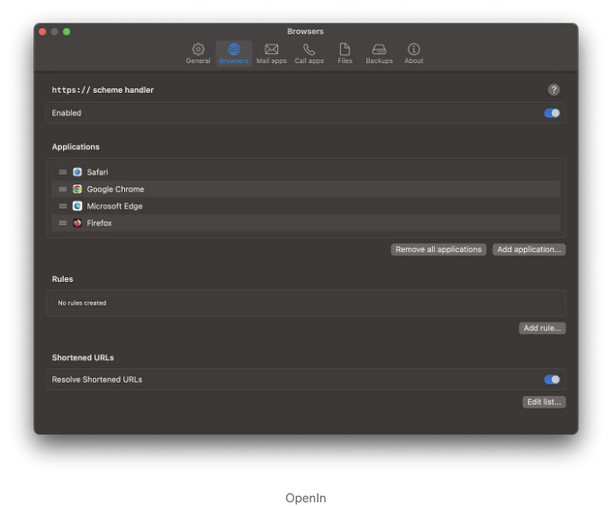 Browsers
General
Browsers
Mail apps
Call apps
Files
Backups
About
https:// scheme handler
?
Enabled
Applications
Safari
Google Chrome
Microsoft Edge
Firefox
Remove all applications
Add application...
Rules
No rules created
Add rule...
Shortened URLs
Resolve Shortened URLs
Edit list...
OpenIn